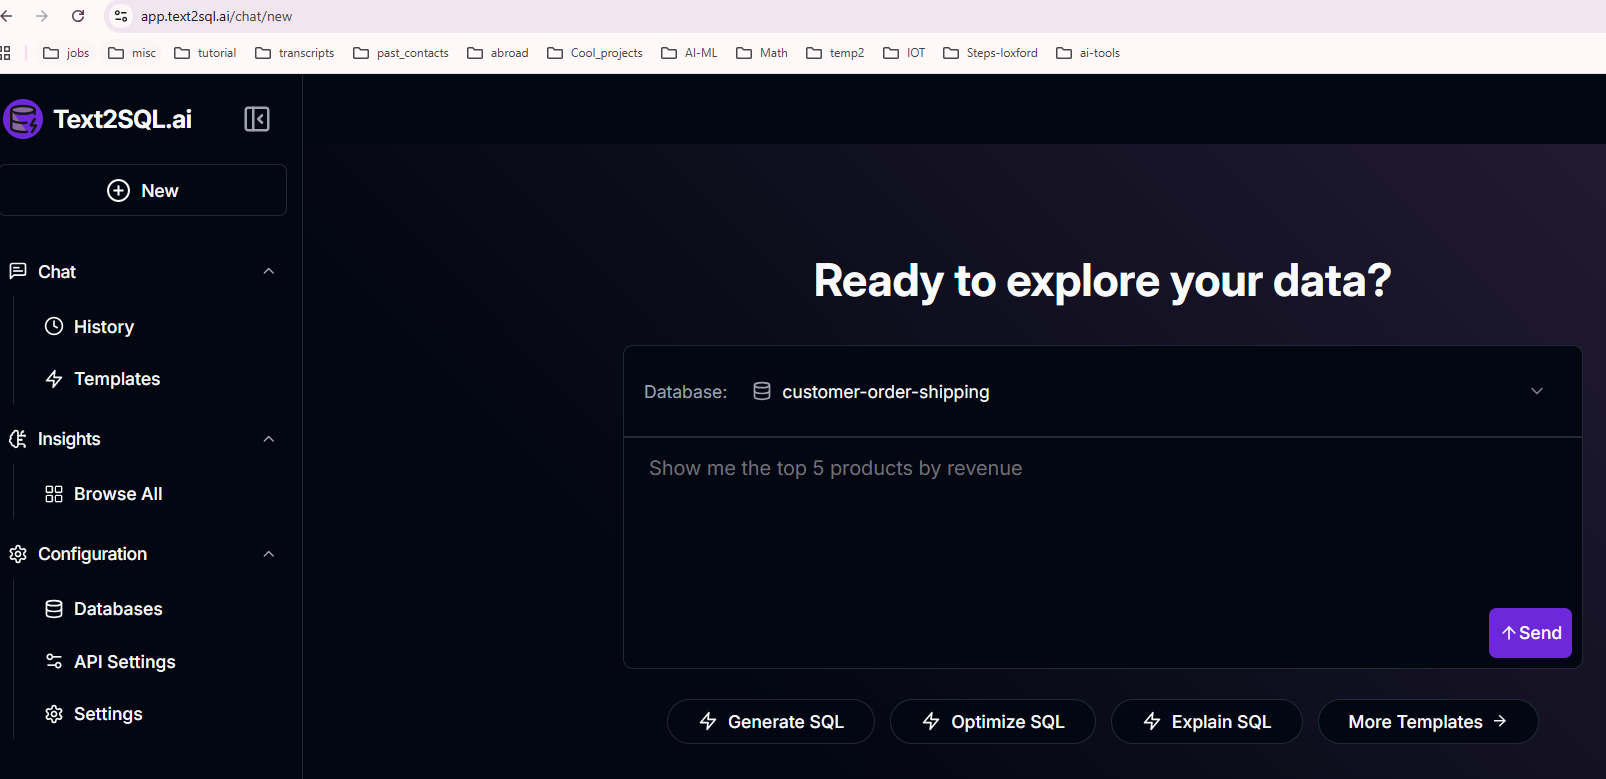 app.text2sql.ai/chat/new
jobs misc tutorial transcripts past_contacts abroad Cool_projects AI-ML Math temp2 IOT Steps-loxford ai-tools
Text2SQL.ai
New
Chat
History
Templates
Insights
Browse All
Configuration
Databases
API Settings
Settings
Ready to explore your data?
Database: customer-order-shipping
Show me the top 5 products by revenue
Send
Generate SQL Optimize SQL Explain SQL More Templates